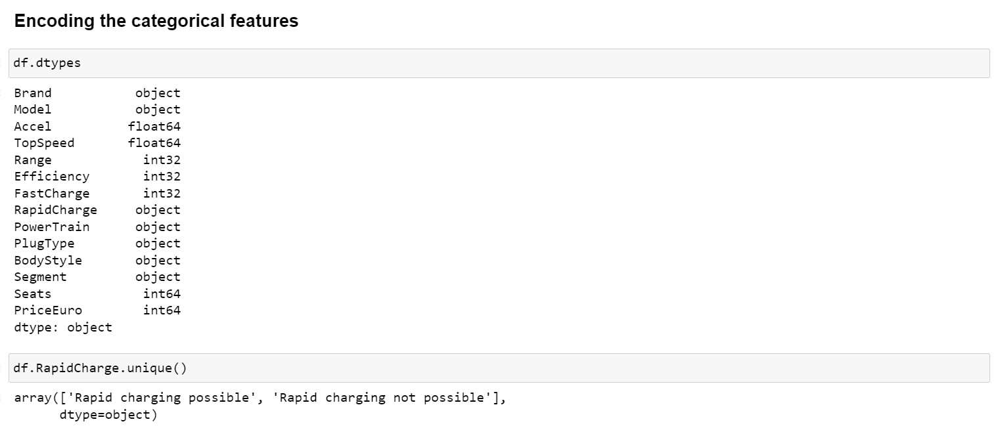 Encoding the categorical features
df.dtypes
Brand           object
Model           object
Accel          float64
TopSpeed       float64
Range            int32
Efficiency       int32
FastCharge       int32
RapidCharge     object
PowerTrain      object
PlugType        object
BodyStyle       object
Segment         object
Seats            int64
PriceEuro        int64
dtype: object
df.RapidCharge.unique()
array(['Rapid charging possible', 'Rapid charging not possible'],
      dtype=object)